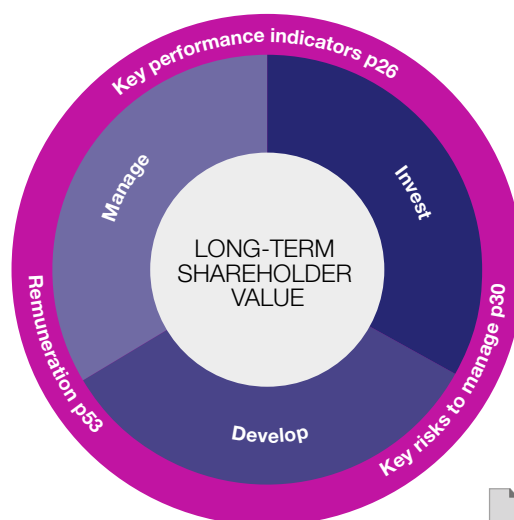 Key performance indicators p26
Manage
Invest
LONG-TERM
SHAREHOLDER
VALUE
Remuneration p53
Key risks to manage p30
Develop